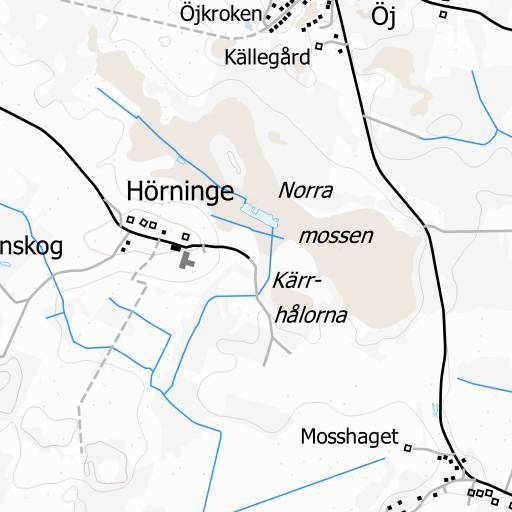 Öjkroken
Öj
Källegård
Hörninge
Norra
mossen
nskog
Kärr-
hålorna
Mosshaget